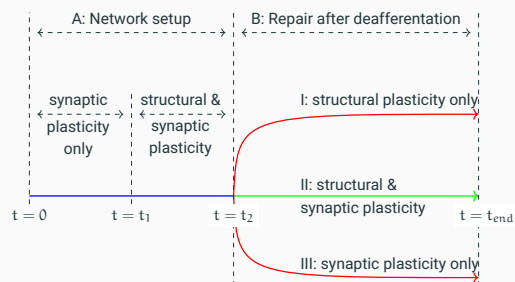 A: Network setup
B: Repair after deafferentation
synaptic
plasticity
only
structural &
synaptic
plasticity
I: structural plasticity only
II: structural &
synaptic plasticity
t = 0
t = t₁
t = t₂
t = tₑₙd
III: synaptic plasticity only